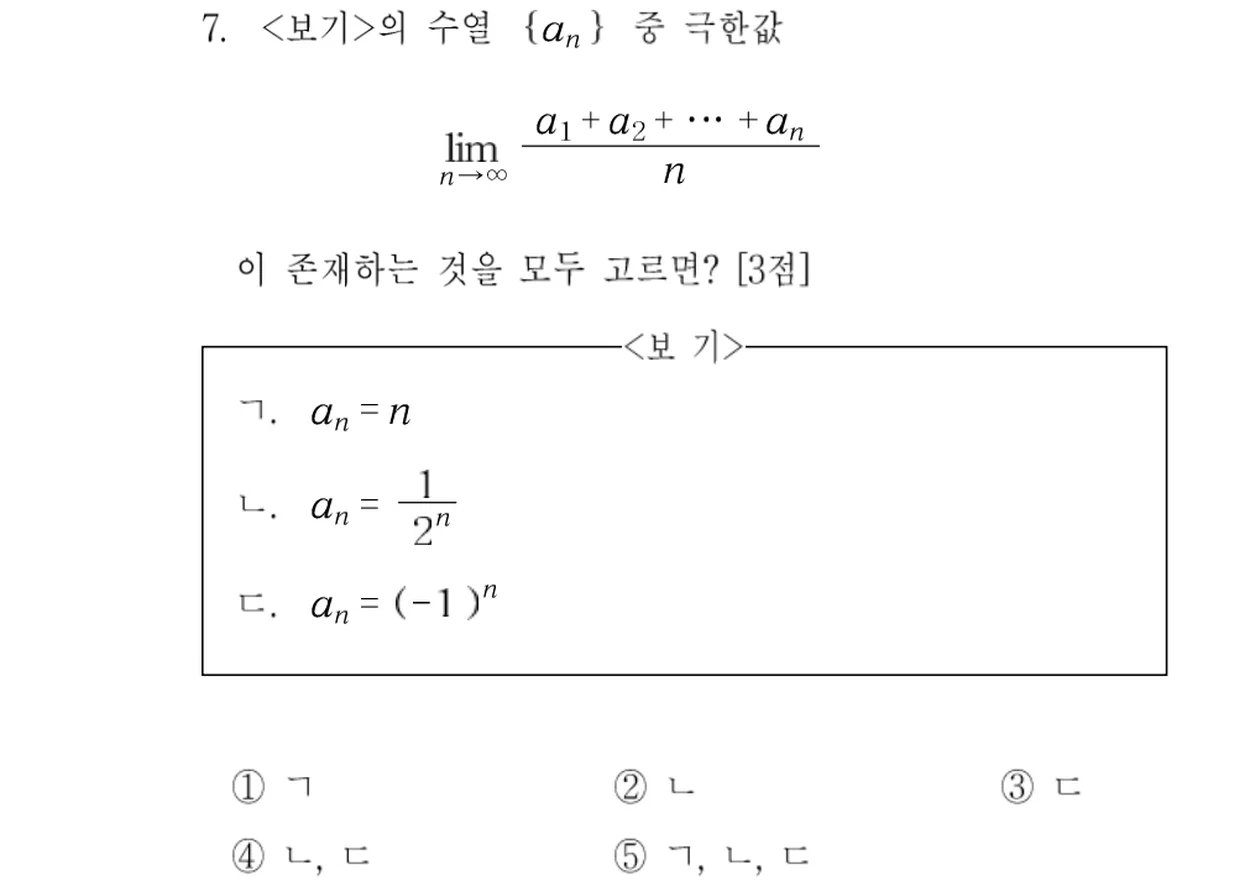 7. <보기>의 수열 {aₙ} 중 극한값
lim n→∞ (a₁+a₂+ ⋯ +aₙ)/n
이 존재하는 것을 모두 고르면? [3점]
<보 기>
ㄱ. aₙ = n
ㄴ. aₙ = 1/2ⁿ
ㄷ. aₙ = (-1)ⁿ
① ㄱ ② ㄴ ③ ㄷ
④ ㄴ, ㄷ ⑤ ㄱ, ㄴ, ㄷ